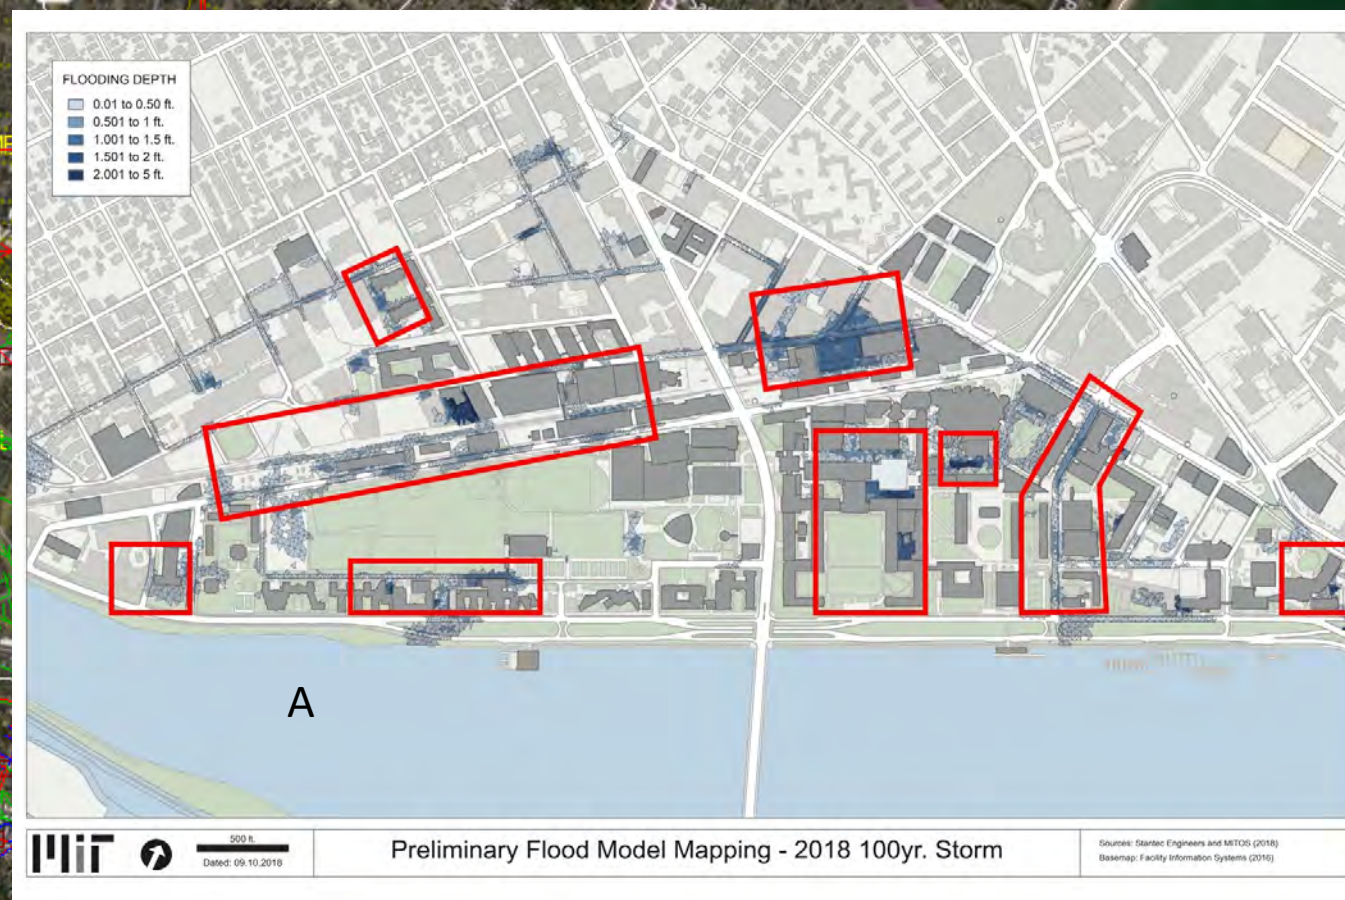 FLOODING DEPTH
0.01 to 0.50 ft.
0.501 to 1 ft.
1.001 to 1.5 ft.
1.501 to 2 ft.
2.001 to 5 ft.
A
MIT
500 ft.
Dated: 09.10.2018
Preliminary Flood Model Mapping - 2018 100yr. Storm
Sources: Stantec Engineers and MITOS (2018)
Basemap: Facility Information Systems (2016)